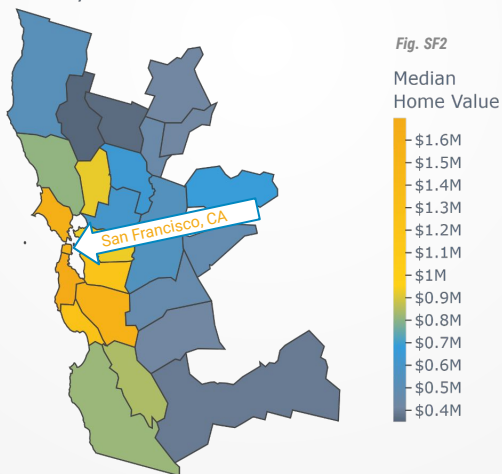 Fig. SF2
Median
Home Value
$1.6M
$1.5M
$1.4M
$1.3M
$1.2M
$1.1M
$1M
$0.9M
$0.8M
$0.7M
$0.6M
$0.5M
$0.4M
San Francisco, CA